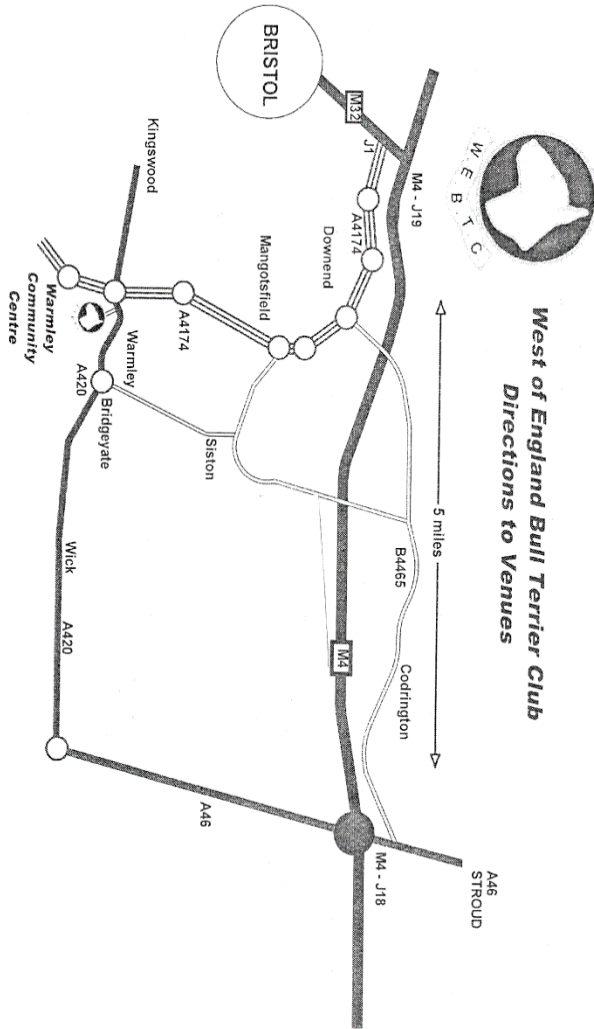 W E B T C
West of England Bull Terrier Club
Directions to Venues
5 miles
A46
STROUD
M4 - J19
M32
J1
BRISTOL
A4174
Downend
B4465
Codrington
M4
M4 - J18
Mangotsfield
Kingswood
A4174
Siston
A46
Warmley
Bridgeyate
A420
Wick
A420
Warmley
Community
Centre